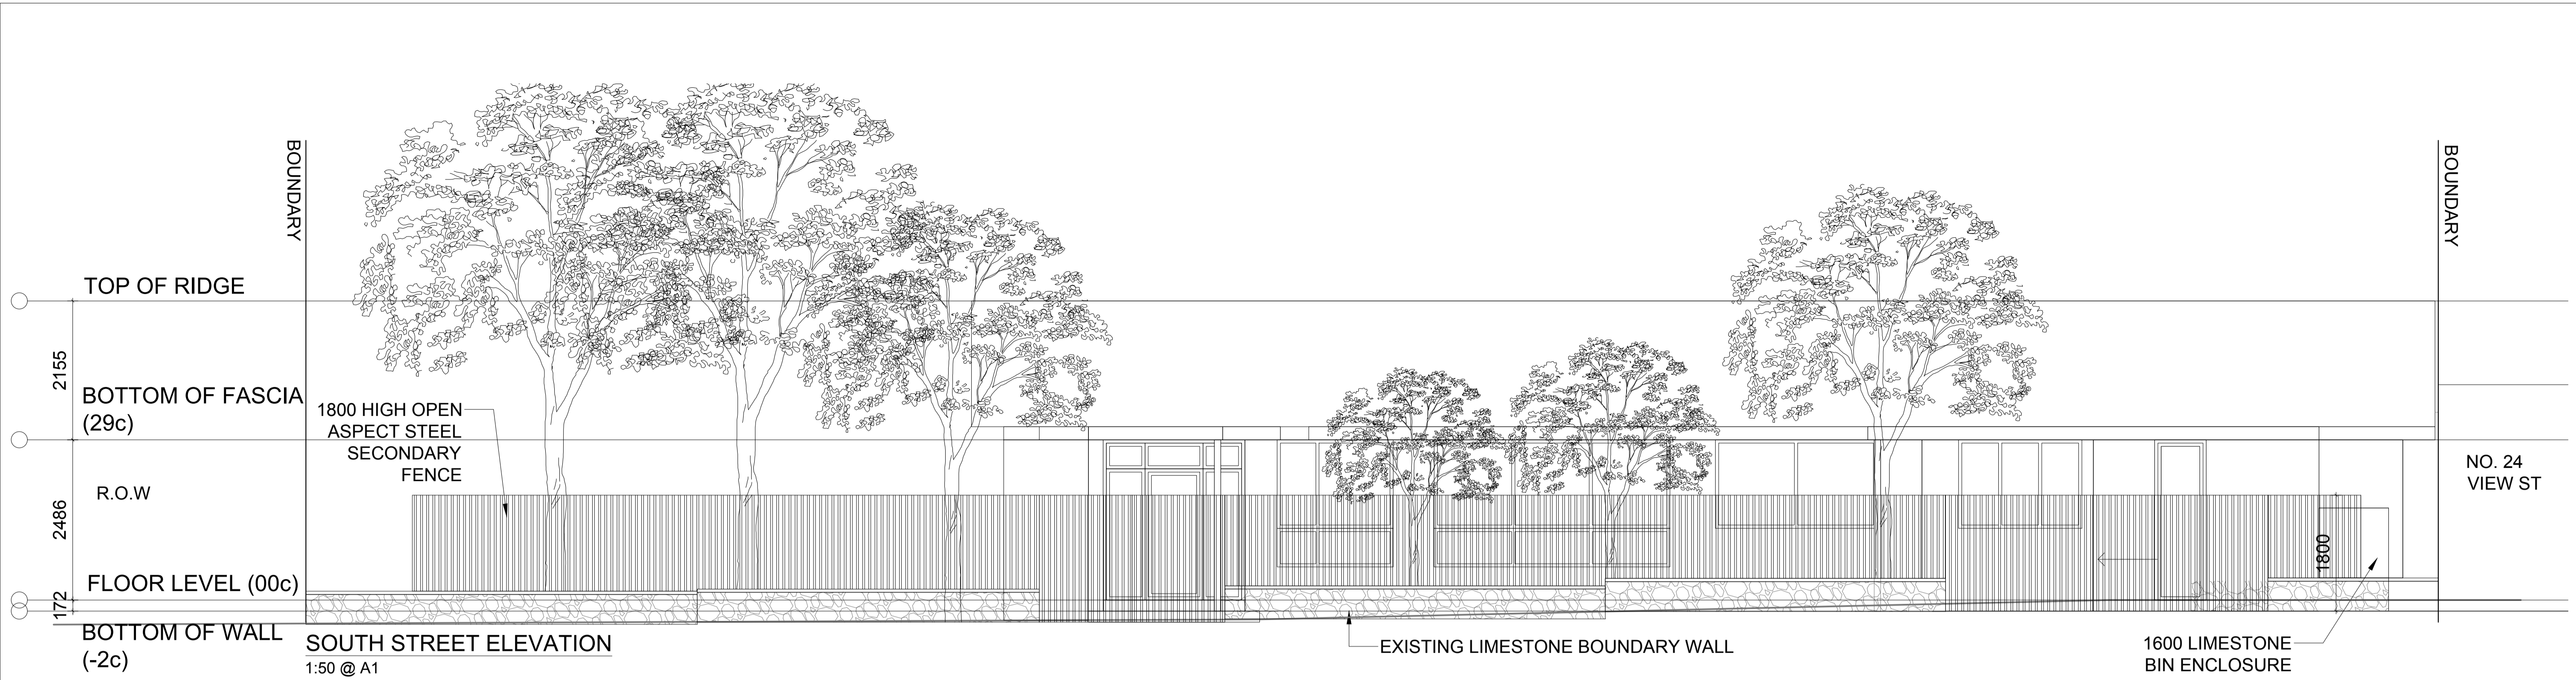 BOUNDARY
BOUNDARY
TOP OF RIDGE
2155
BOTTOM OF FASCIA
(29c)
1800 HIGH OPEN
ASPECT STEEL
SECONDARY
FENCE
R.O.W
2486
NO. 24
VIEW ST
1800
FLOOR LEVEL (00c)
172
BOTTOM OF WALL
(-2c)
SOUTH STREET ELEVATION
1:50 @ A1
EXISTING LIMESTONE BOUNDARY WALL
1600 LIMESTONE
BIN ENCLOSURE